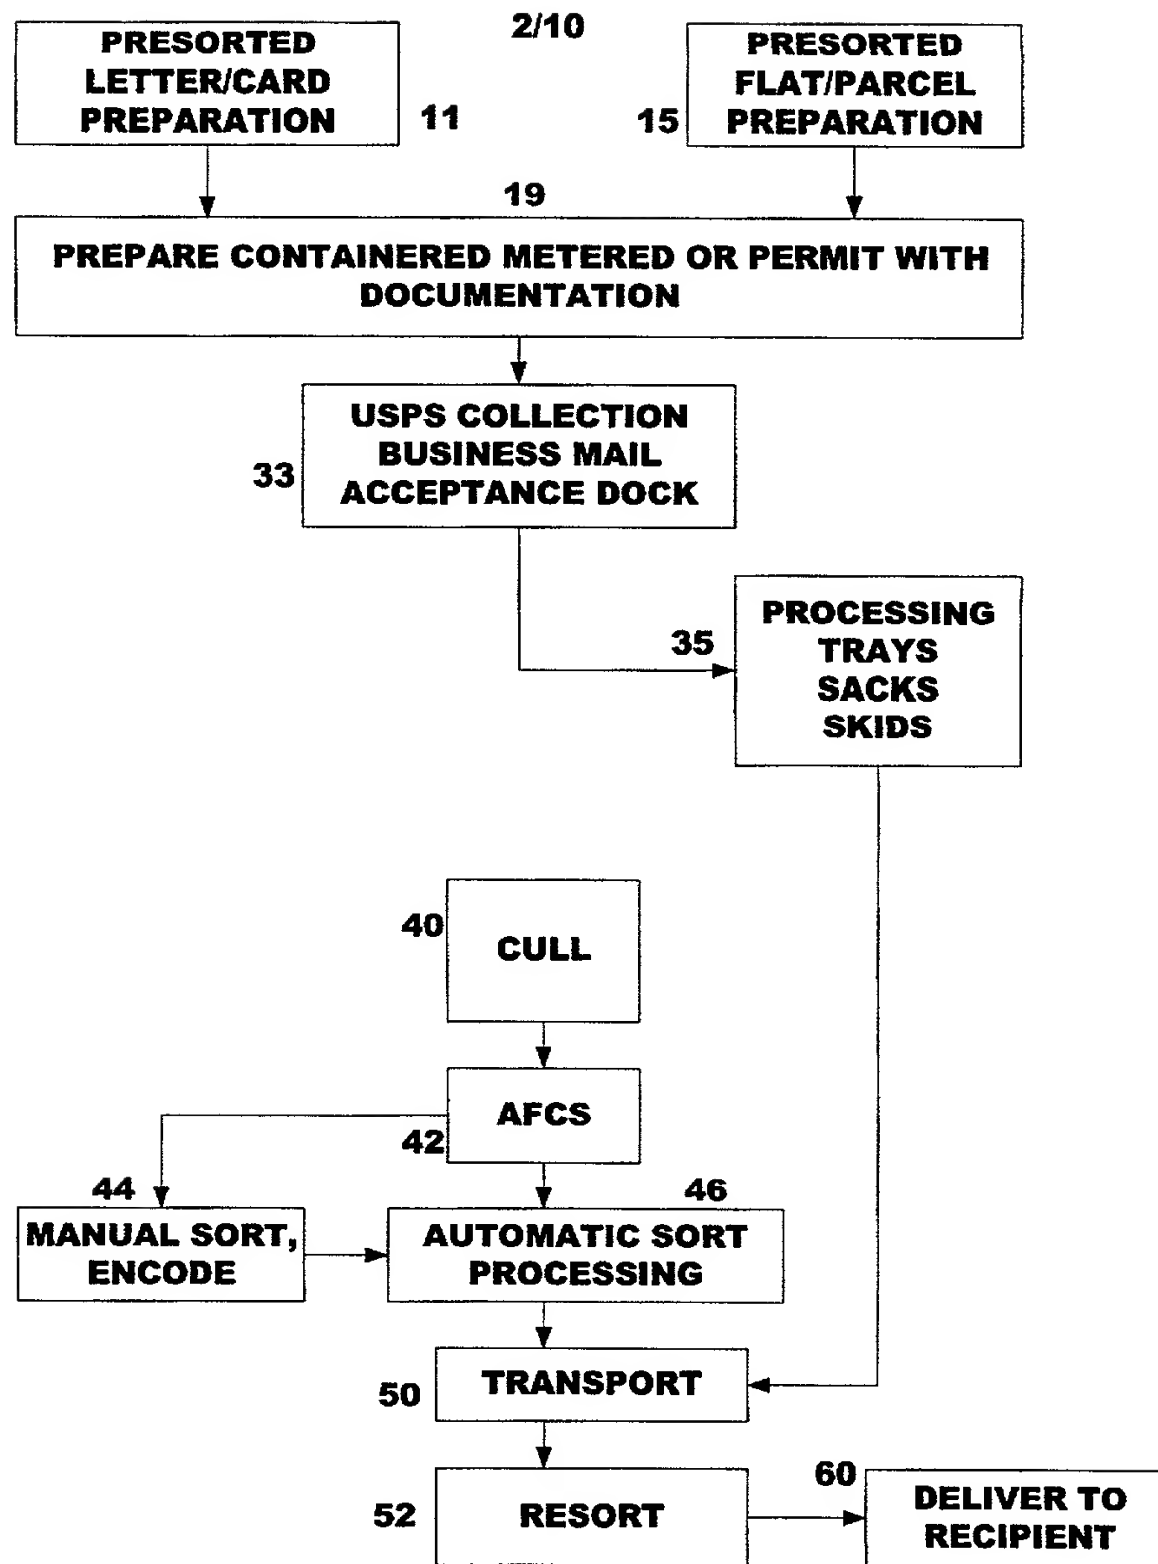 2/10
PRESORTED
LETTER/CARD
PREPARATION
11
15
PRESORTED
FLAT/PARCEL
PREPARATION
19
PREPARE CONTAINERED METERED OR PERMIT WITH
DOCUMENTATION
33
USPS COLLECTION
BUSINESS MAIL
ACCEPTANCE DOCK
35
PROCESSING
TRAYS
SACKS
SKIDS
40
CULL
AFCS
42
44
MANUAL SORT,
ENCODE
46
AUTOMATIC SORT
PROCESSING
50
TRANSPORT
52
RESORT
60
DELIVER TO
RECIPIENT